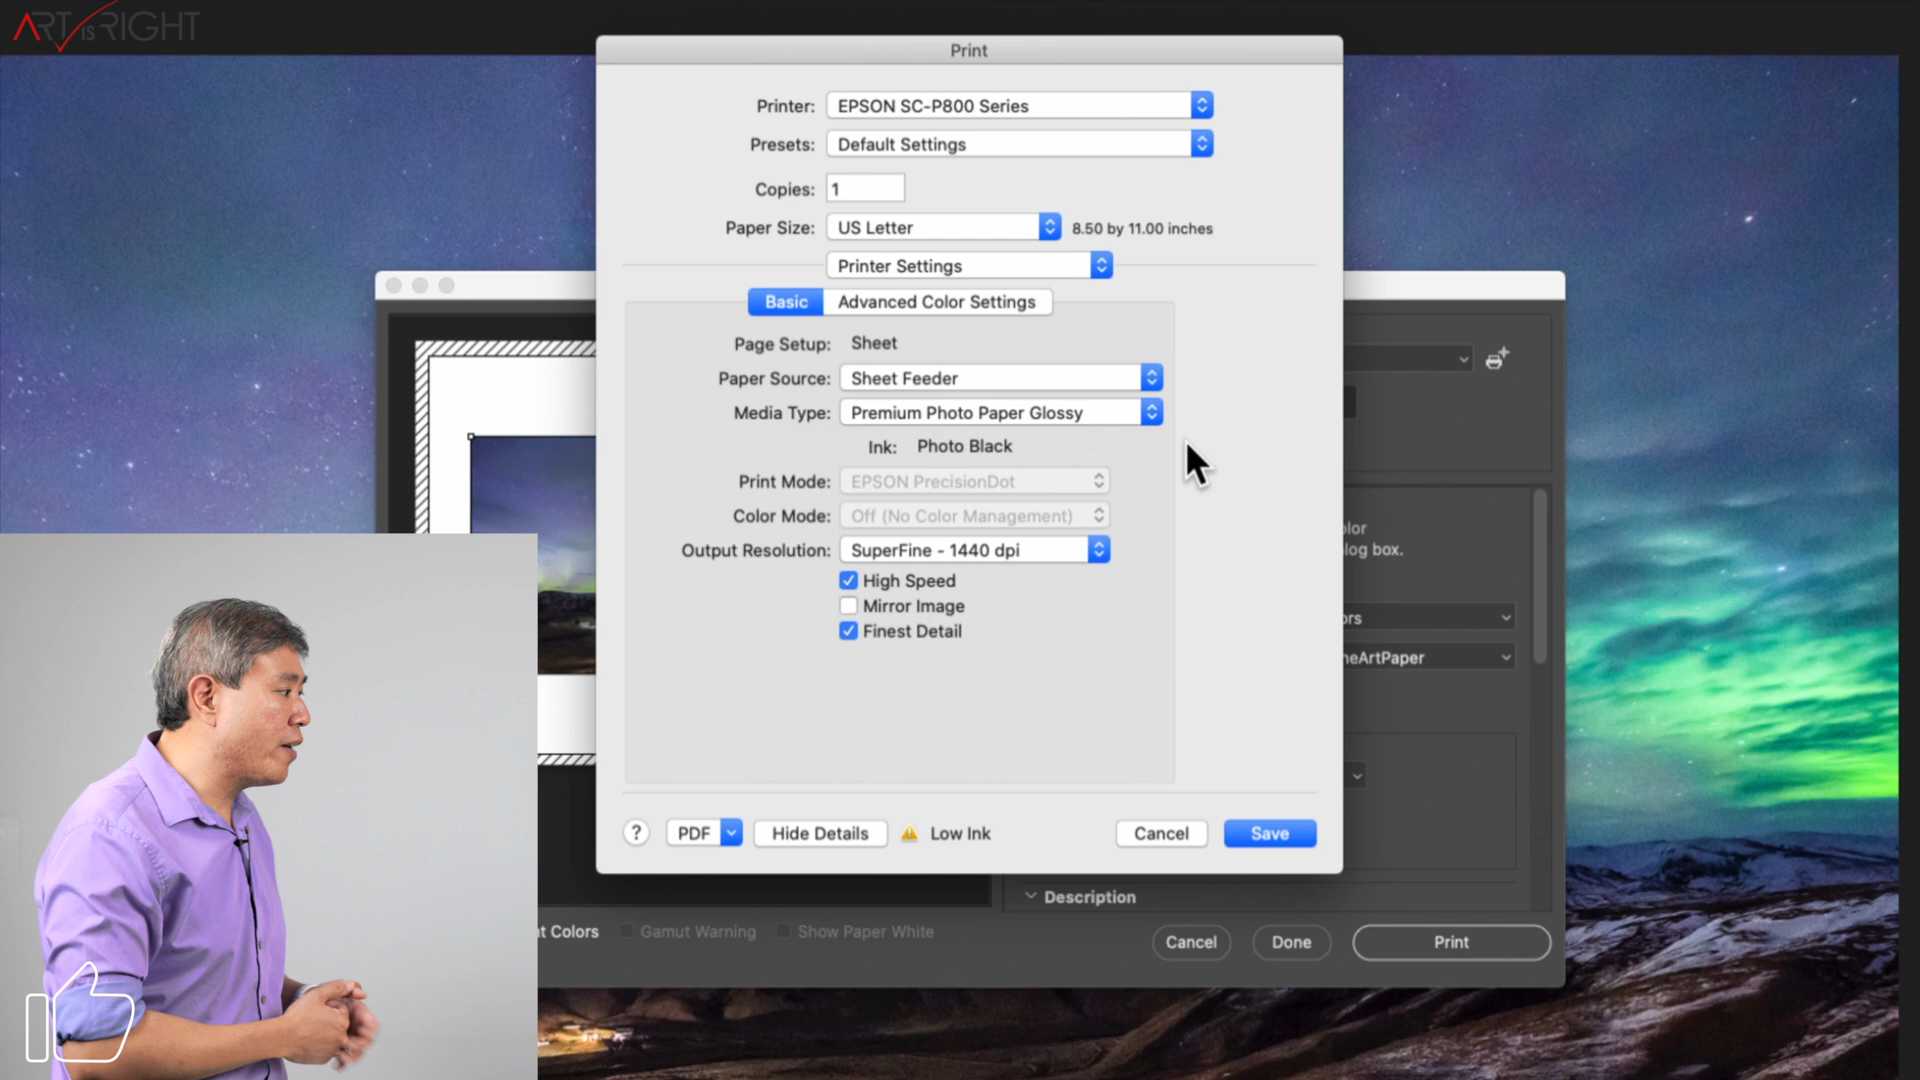 ART IS RIGHT
Print
Printer: EPSON SC-P800 Series
Presets: Default Settings
Copies: 1
Paper Size: US Letter 8.50 by 11.00 inches
Printer Settings
Basic Advanced Color Settings
Page Setup: Sheet
Paper Source: Sheet Feeder
Media Type: Premium Photo Paper Glossy
Ink: Photo Black
Print Mode: EPSON PrecisionDot
Color Mode: Off (No Color Management)
Output Resolution: SuperFine - 1440 dpi
High Speed
Mirror Image
Finest Detail
? PDF Hide Details Low Ink Cancel Save
olor
log box.
ors
neArtPaper
Description
t Colors Gamut Warning Show Paper White Cancel Done Print